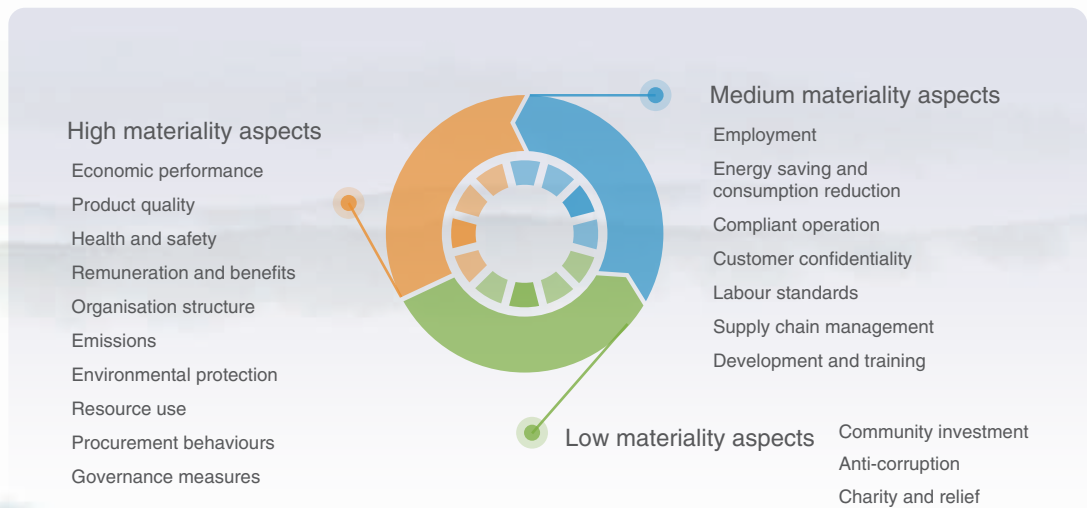 High materiality aspects
Economic performance
Product quality
Health and safety
Remuneration and benefits
Organisation structure
Emissions
Environmental protection
Resource use
Procurement behaviours
Governance measures
Medium materiality aspects
Employment
Energy saving and
consumption reduction
Compliant operation
Customer confidentiality
Labour standards
Supply chain management
Development and training
Low materiality aspects
Community investment
Anti-corruption
Charity and relief